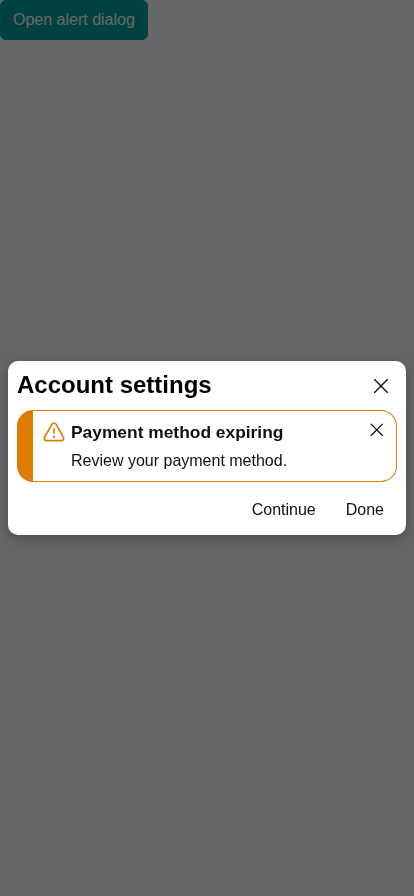 Open alert dialog
Account settings
Payment method expiring
Review your payment method.
Continue Done